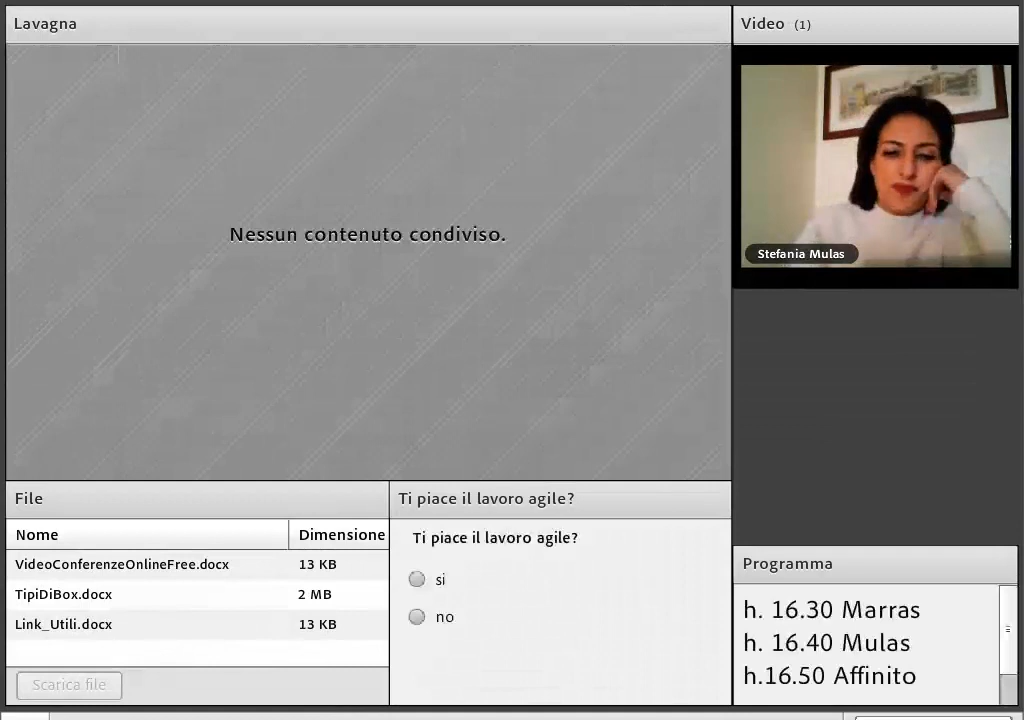 Lavagna
Video (1)
Nessun contenuto condiviso.
Stefania Mulas
File
Nome Dimensione
VideoConferenzeOnlineFree.docx 13 KB
TipiDiBox.docx 2 MB
Link_Utili.docx 13 KB
Scarica file
Ti piace il lavoro agile?
Ti piace il lavoro agile?
si
no
Programma
h. 16.30 Marras
h. 16.40 Mulas
h.16.50 Affinito